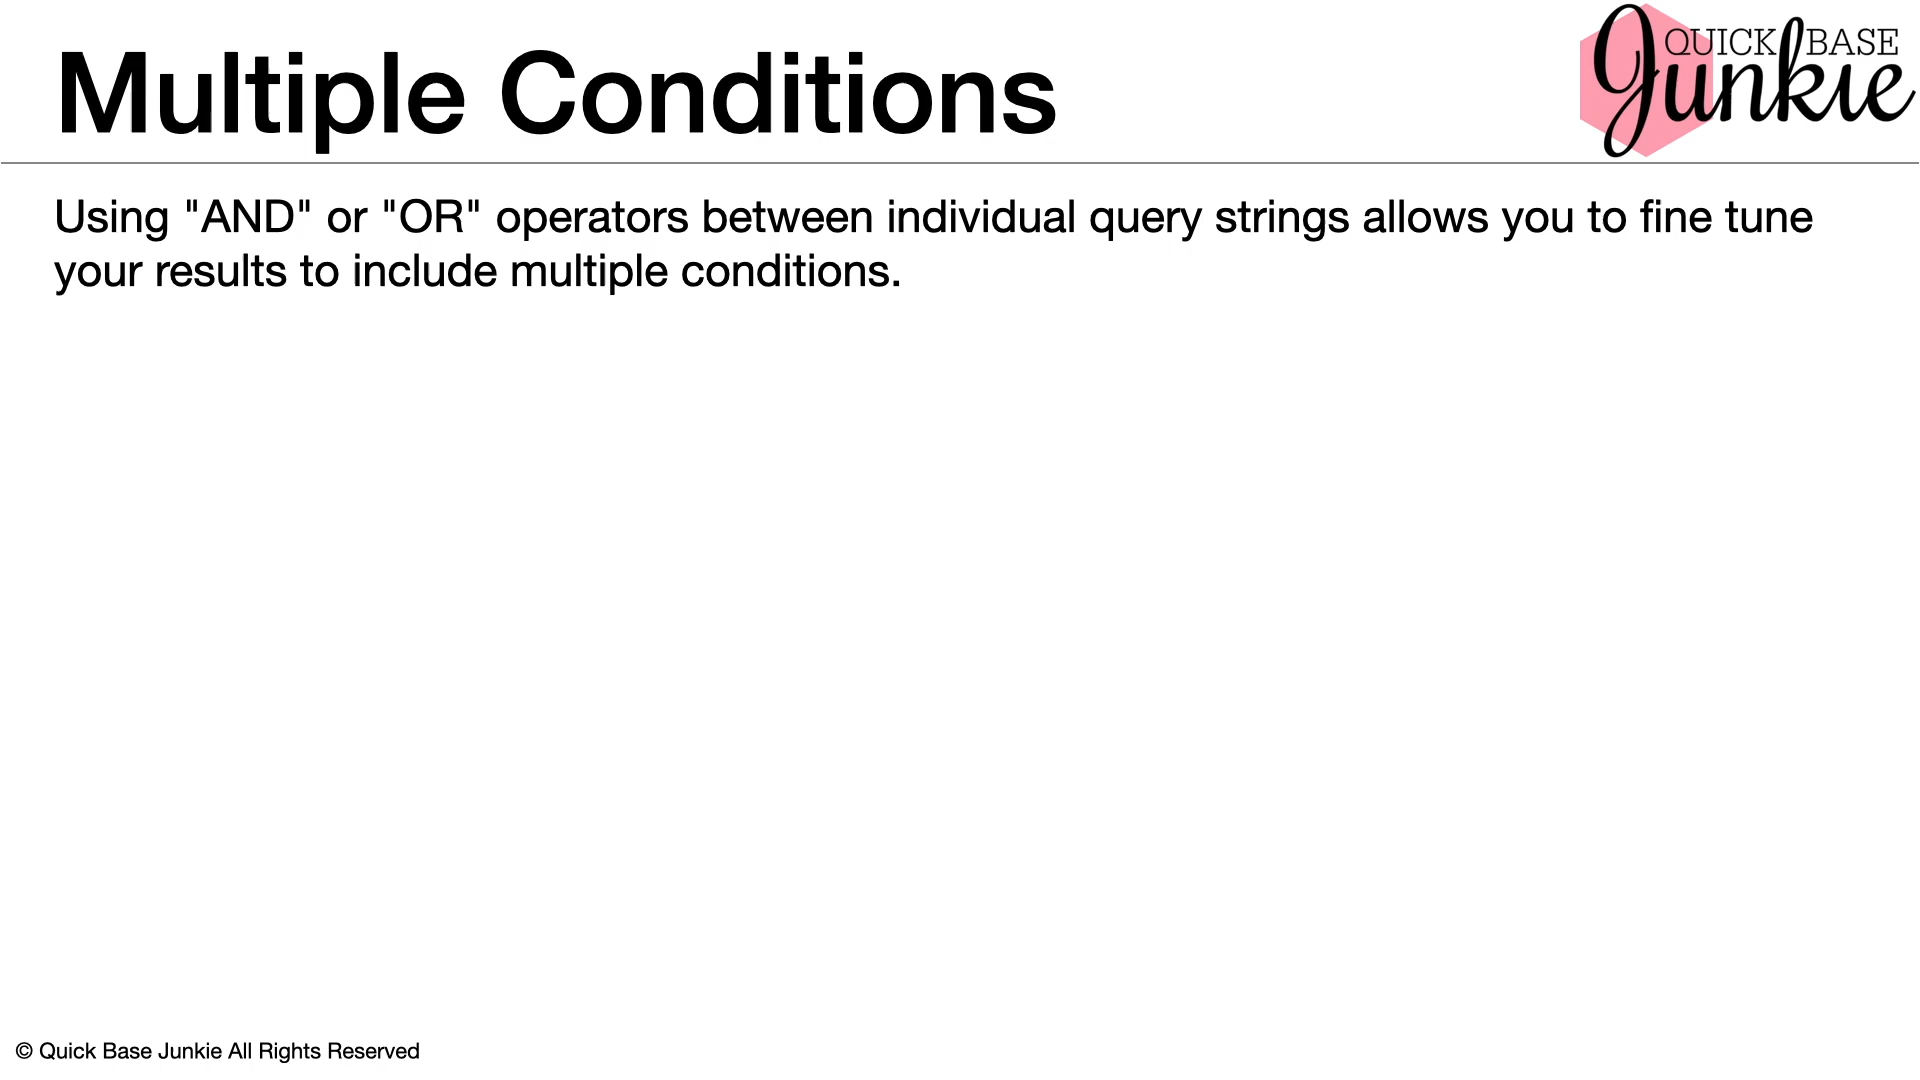 Multiple Conditions
QUICK BASE
Junkie
Using "AND" or "OR" operators between individual query strings allows you to fine tune
your results to include multiple conditions.
© Quick Base Junkie All Rights Reserved